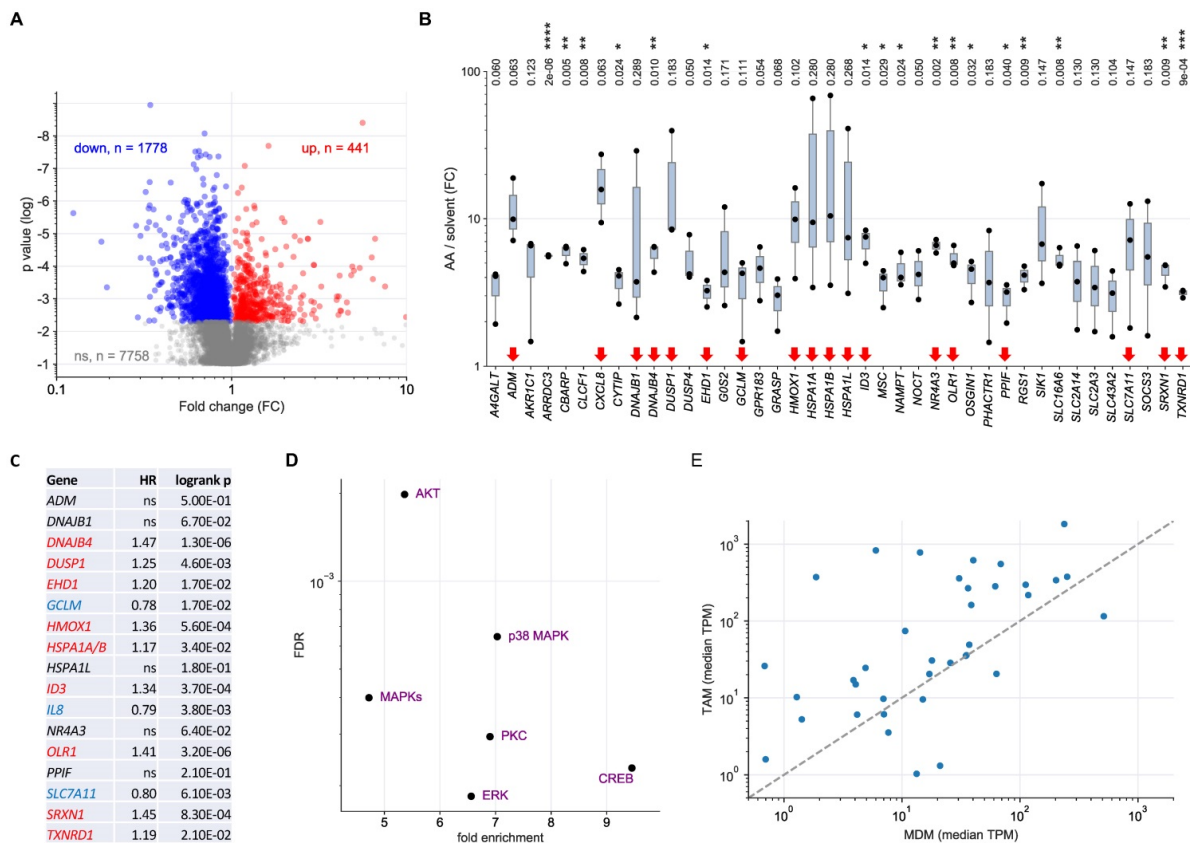 A
-8
-7
-6
-5
-4
-3
-2
-1
p value (log)
down, n = 1778
up, n = 441
ns, n = 7758
0.1
1
10
Fold change (FC)
B
****
**
**
*
**
*
*
*
*
**
**
*
*
**
**
**
***
0.060
0.063
0.123
2e-06
0.005
0.008
0.063
0.024
0.289
0.010
0.183
0.050
0.014
0.171
0.111
0.054
0.068
0.102
0.280
0.280
0.268
0.014
0.029
0.024
0.050
0.002
0.008
0.032
0.183
0.040
0.009
0.147
0.008
0.130
0.130
0.104
0.147
0.183
0.009
9e-04
100
10
1
AA / solvent (FC)
A4GALT
ADM
AKR1C1
ARRDC3
CBARP
CLCF1
CXCL8
CYTIP
DNAJB1
DNAJB4
DUSP1
DUSP4
EHD1
G0S2
GCLM
GPR183
GRASP
HMOX1
HSPA1A
HSPA1B
HSPA1L
ID3
MSC
NAMPT
NOCT
NR4A3
OLR1
OSGIN1
PHACTR1
PPIF
RGS1
SIK1
SLC16A6
SLC2A14
SLC2A3
SLC43A2
SLC7A11
SOCS3
SRXN1
TXNRD1
C
Gene HR logrank p
ADM ns 5.00E-01
DNAJB1 ns 6.70E-02
DNAJB4 1.47 1.30E-06
DUSP1 1.25 4.60E-03
EHD1 1.20 1.70E-02
GCLM 0.78 1.70E-02
HMOX1 1.36 5.60E-04
HSPA1A/B 1.17 3.40E-02
HSPA1L ns 1.80E-01
ID3 1.34 3.70E-04
IL8 0.79 3.80E-03
NR4A3 ns 6.40E-02
OLR1 1.41 3.20E-06
PPIF ns 2.10E-01
SLC7A11 0.80 6.10E-03
SRXN1 1.45 8.30E-04
TXNRD1 1.19 2.10E-02
D
FDR
10⁻³
AKT
p38 MAPK
MAPKs
PKC
CREB
ERK
5
6
7
8
9
fold enrichment
E
TAM (median TPM)
10³
10²
10¹
10⁰
10⁰
10¹
10²
10³
MDM (median TPM)